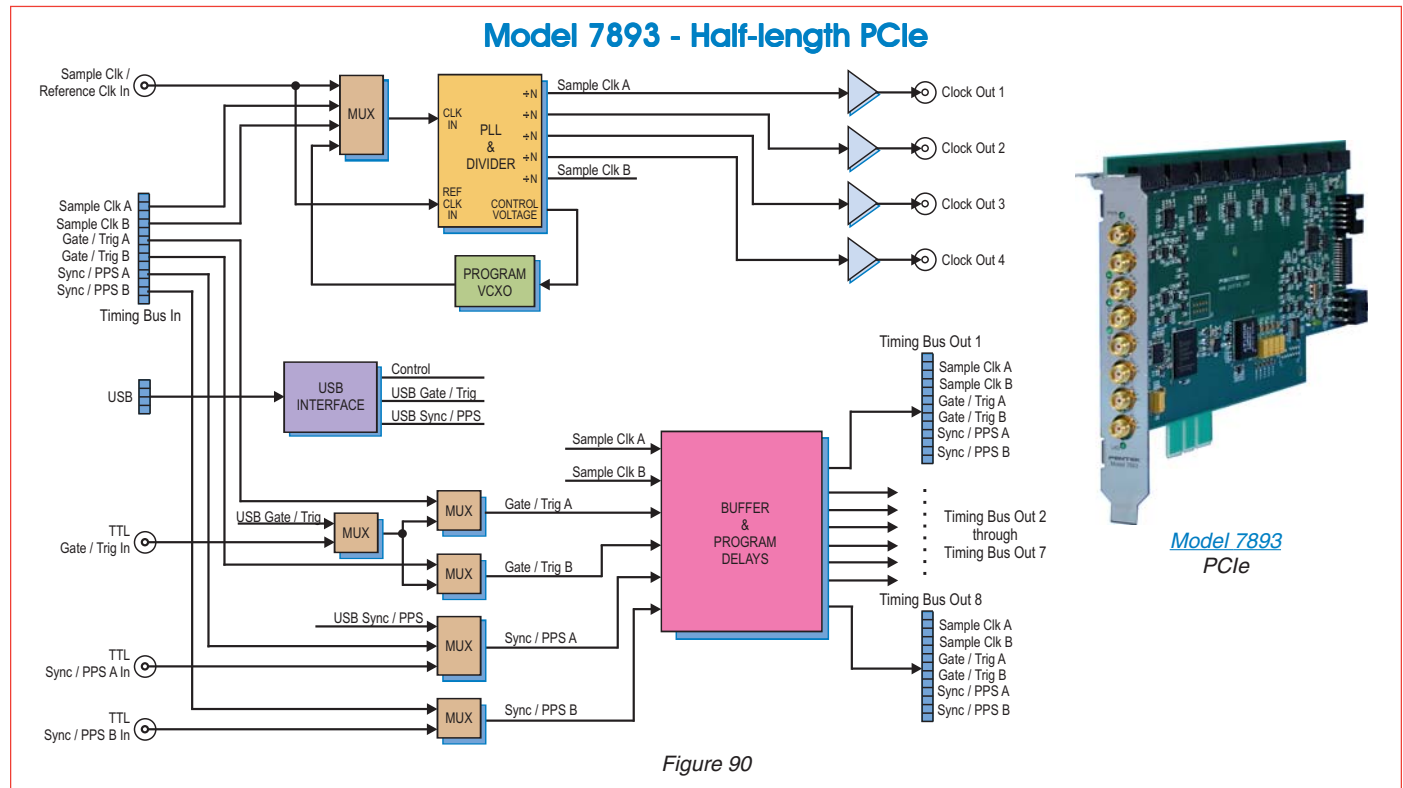 Model 7893 - Half-length PCIe
Sample Clk /
Reference Clk In
MUX
CLK
IN
PLL
&
DIVIDER
REF
CLK
IN
÷N
÷N
÷N
÷N
÷N
CONTROL
VOLTAGE
Sample Clk A
Sample Clk B
Clock Out 1
Clock Out 2
Clock Out 3
Clock Out 4
PROGRAM
VCXO
Sample Clk A
Sample Clk B
Gate / Trig A
Gate / Trig B
Sync / PPS A
Sync / PPS B
Timing Bus In
USB
USB
INTERFACE
Control
USB Gate / Trig
USB Sync / PPS
TTL
Gate / Trig In
USB Gate / Trig
MUX
MUX
Gate / Trig A
MUX
Gate / Trig B
USB Sync / PPS
TTL
Sync / PPS A In
MUX
Sync / PPS A
TTL
Sync / PPS B In
MUX
Sync / PPS B
Sample Clk A
Sample Clk B
BUFFER
&
PROGRAM
DELAYS
Timing Bus Out 1
Sample Clk A
Sample Clk B
Gate / Trig A
Gate / Trig B
Sync / PPS A
Sync / PPS B
Timing Bus Out 2
through
Timing Bus Out 7
Timing Bus Out 8
Sample Clk A
Sample Clk B
Gate / Trig A
Gate / Trig B
Sync / PPS A
Sync / PPS B
PENTEK
Model 7893
Model 7893
PCIe
Figure 90